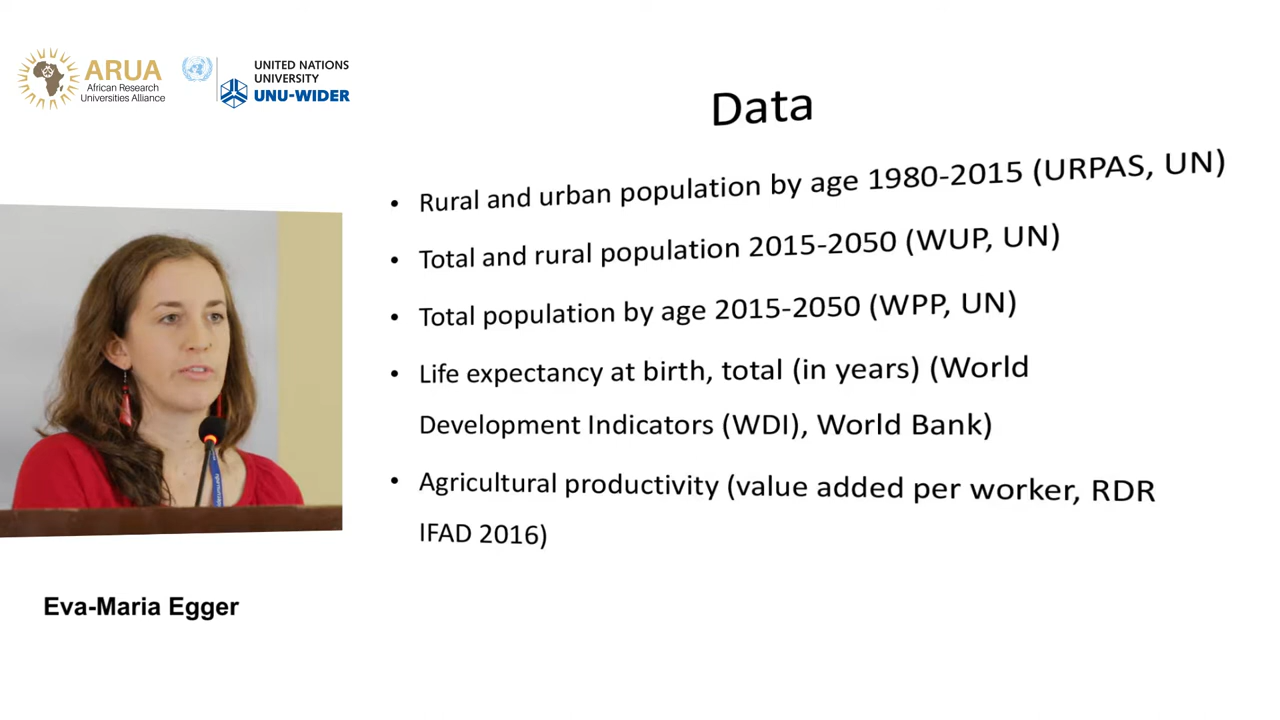 ARUA
African Research
Universities Alliance
UNITED NATIONS
UNIVERSITY
UNU-WIDER
Data
• Rural and urban population by age 1980-2015 (URPAS, UN)
• Total and rural population 2015-2050 (WUP, UN)
• Total population by age 2015-2050 (WPP, UN)
• Life expectancy at birth, total (in years) (World
Development Indicators (WDI), World Bank)
• Agricultural productivity (value added per worker, RDR
IFAD 2016)
Eva-Maria Egger